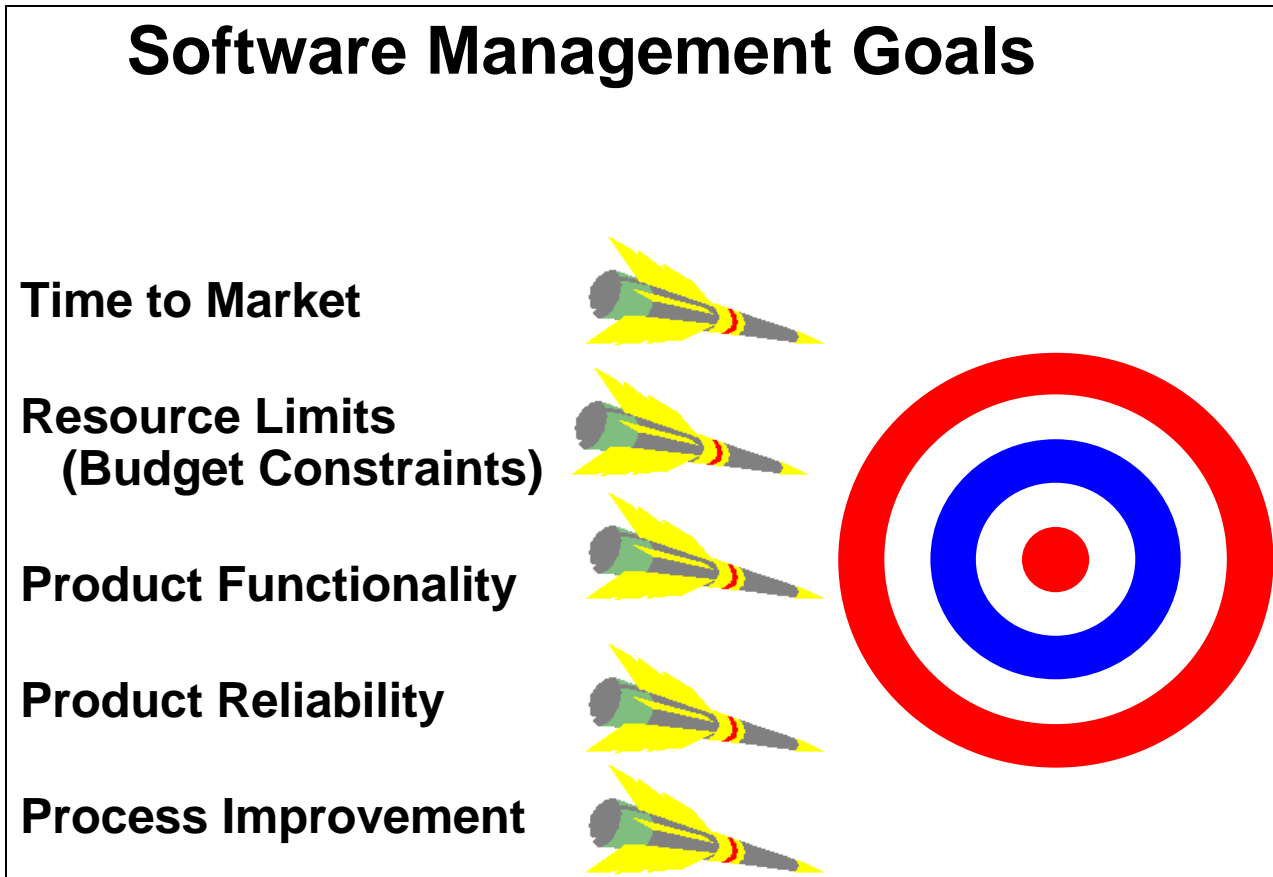 Software Management Goals
Time to Market
Resource Limits
(Budget Constraints)
Product Functionality
Product Reliability
Process Improvement